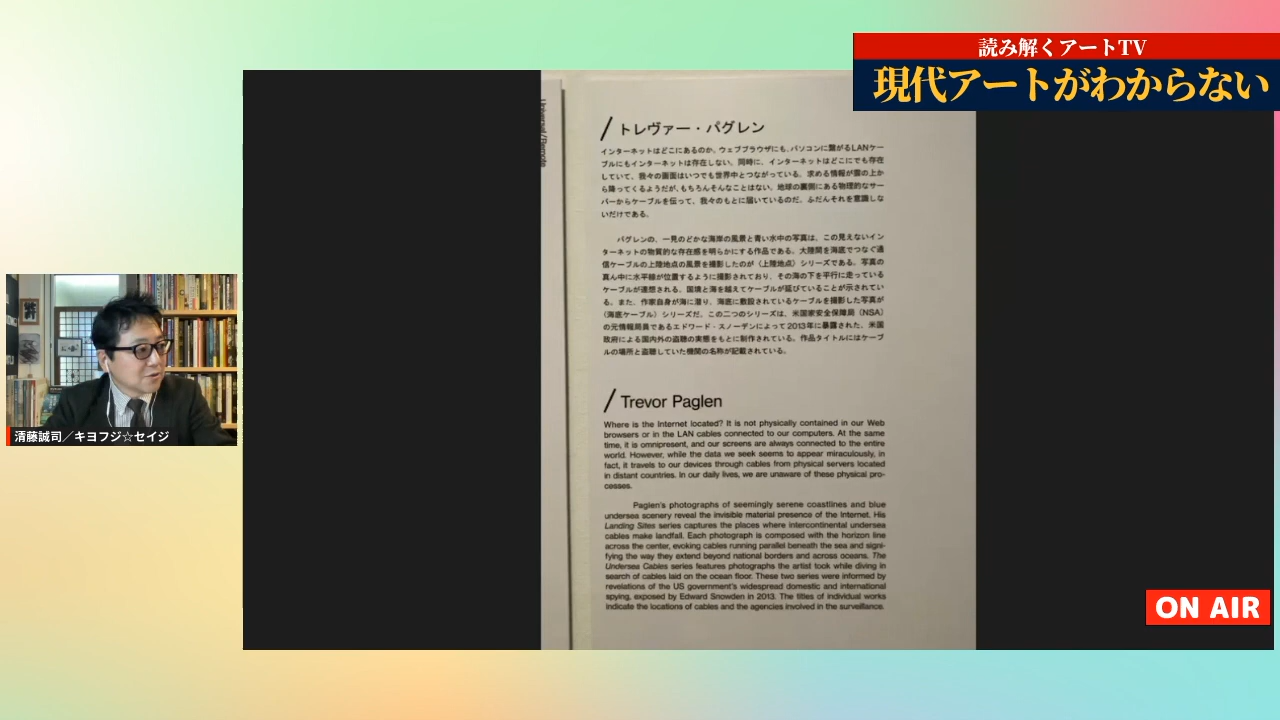 読み解くアートTV
現代アートがわからない
Universal / Remote
トレヴァー・パグレン
インターネットはどこにあるのか。ウェブブラウザにも、パソコンに繋がるLANケー
ブルにもインターネットは存在しない。同時に、インターネットはどこにでも存在
していて、我々の画面はいつでも世界中とつながっている。求める情報が雲の上か
ら降ってくるようだが、もちろんそんなことはない。地球の裏側にある物理的なサー
バーからケーブルを伝って、我々のもとに届いているのだ。ふだんそれを意識しな
いだけである。
パグレンの、一見のどかな海岸の風景と青い水中の写真は、この見えないイン
ターネットの物質的な存在感を明らかにする作品である。大陸間を海底でつなぐ通
信ケーブルの上陸地点の風景を撮影したのが〈上陸地点〉シリーズである。写真の
真ん中に水平線が位置するように撮影されており、その海の下を平行に走っている
ケーブルが連想される。国境と海を越えてケーブルが延びていることが示されてい
る。また、作家自身が海に潜り、海底に敷設されているケーブルを撮影した写真が
〈海底ケーブル〉シリーズだ。この二つのシリーズは、米国家安全保障局（NSA）
の元情報局員であるエドワード・スノーデンによって2013年に暴露された、米国
政府による国内外の盗聴の実態をもとに制作されている。作品タイトルにはケーブ
ルの場所と盗聴していた機関の名称が記載されている。
Trevor Paglen
Where is the Internet located? It is not physically contained in our Web
browsers or in the LAN cables connected to our computers. At the same
time, it is omnipresent, and our screens are always connected to the entire
world. However, while the data we seek seems to appear miraculously, in
fact, it travels to our devices through cables from physical servers located
in distant countries. In our daily lives, we are unaware of these physical pro-
cesses.
Paglen's photographs of seemingly serene coastlines and blue
undersea scenery reveal the invisible material presence of the Internet. His
Landing Sites series captures the places where intercontinental undersea
cables make landfall. Each photograph is composed with the horizon line
across the center, evoking cables running parallel beneath the sea and signi-
fying the way they extend beyond national borders and across oceans. The
Undersea Cables series features photographs the artist took while diving in
search of cables laid on the ocean floor. These two series were informed by
revelations of the US government's widespread domestic and international
spying, exposed by Edward Snowden in 2013. The titles of individual works
indicate the locations of cables and the agencies involved in the surveillance.
清藤誠司／キヨフジ☆セイジ
ON AIR